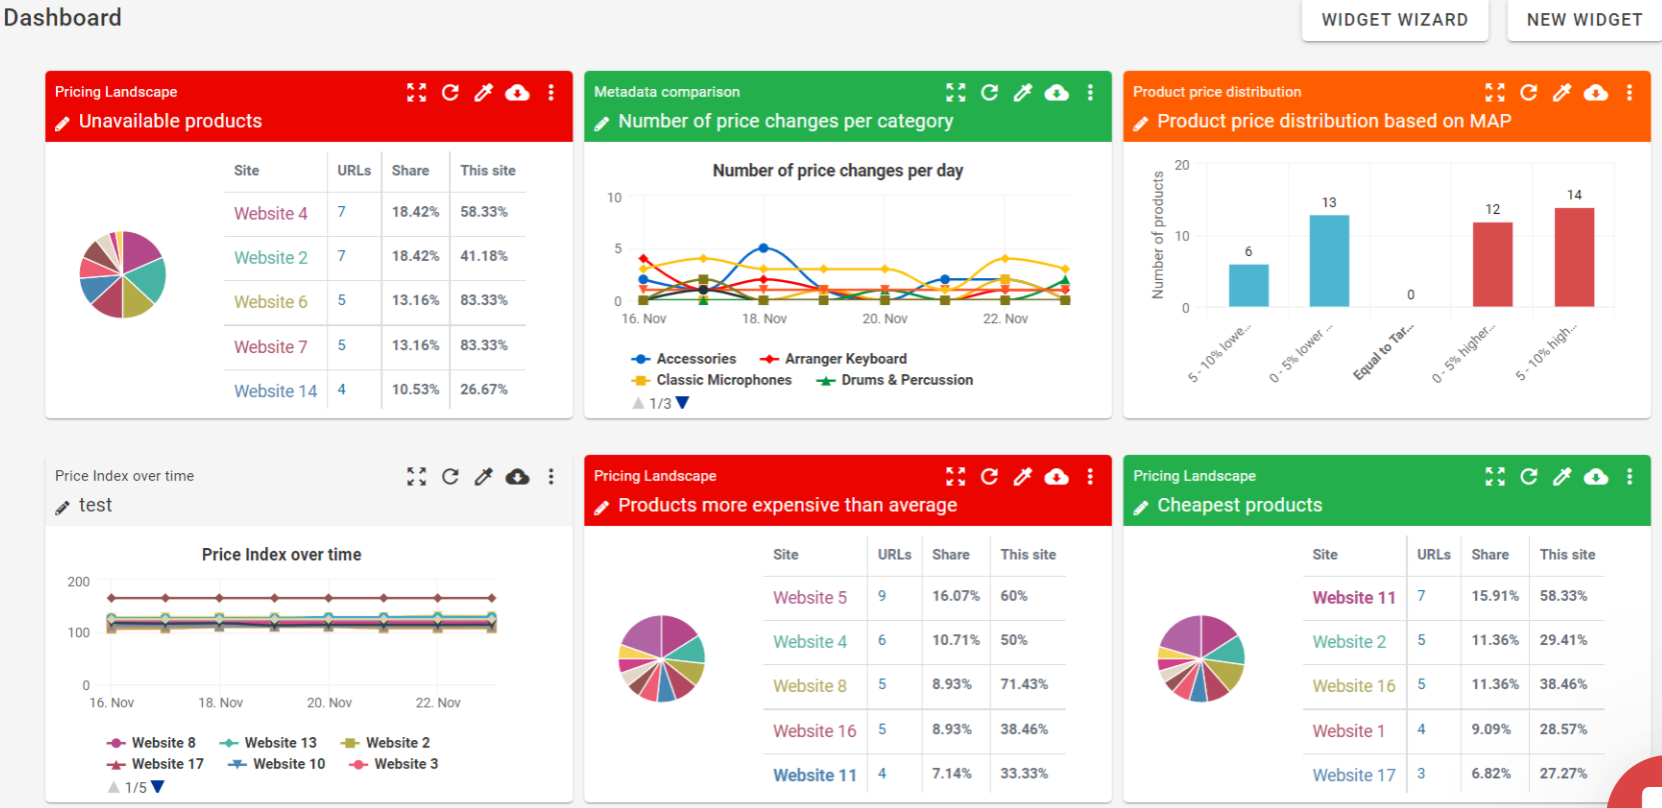 Dashboard
WIDGET WIZARD
NEW WIDGET
Pricing Landscape
Unavailable products
Site URLs Share This site
Website 4 7 18.42% 58.33%
Website 2 7 18.42% 41.18%
Website 6 5 13.16% 83.33%
Website 7 5 13.16% 83.33%
Website 14 4 10.53% 26.67%
Metadata comparison
Number of price changes per category
Number of price changes per day
10
5
0
16. Nov 18. Nov 20. Nov 22. Nov
Accessories Arranger Keyboard
Classic Microphones Drums & Percussion
1/3
Product price distribution
Product price distribution based on MAP
Number of products
20
10
0
6 13 0 12 14
5 - 10% lowe...
0 - 5% lower ...
Equal to Tar...
0 - 5% higher...
5 - 10% high...
Price Index over time
test
Price Index over time
200
100
0
16. Nov 18. Nov 20. Nov 22. Nov
Website 8 Website 13 Website 2
Website 17 Website 10 Website 3
1/5
Pricing Landscape
Products more expensive than average
Site URLs Share This site
Website 5 9 16.07% 60%
Website 4 6 10.71% 50%
Website 8 5 8.93% 71.43%
Website 16 5 8.93% 38.46%
Website 11 4 7.14% 33.33%
Pricing Landscape
Cheapest products
Site URLs Share This site
Website 11 7 15.91% 58.33%
Website 2 5 11.36% 29.41%
Website 16 5 11.36% 38.46%
Website 1 4 9.09% 28.57%
Website 17 3 6.82% 27.27%